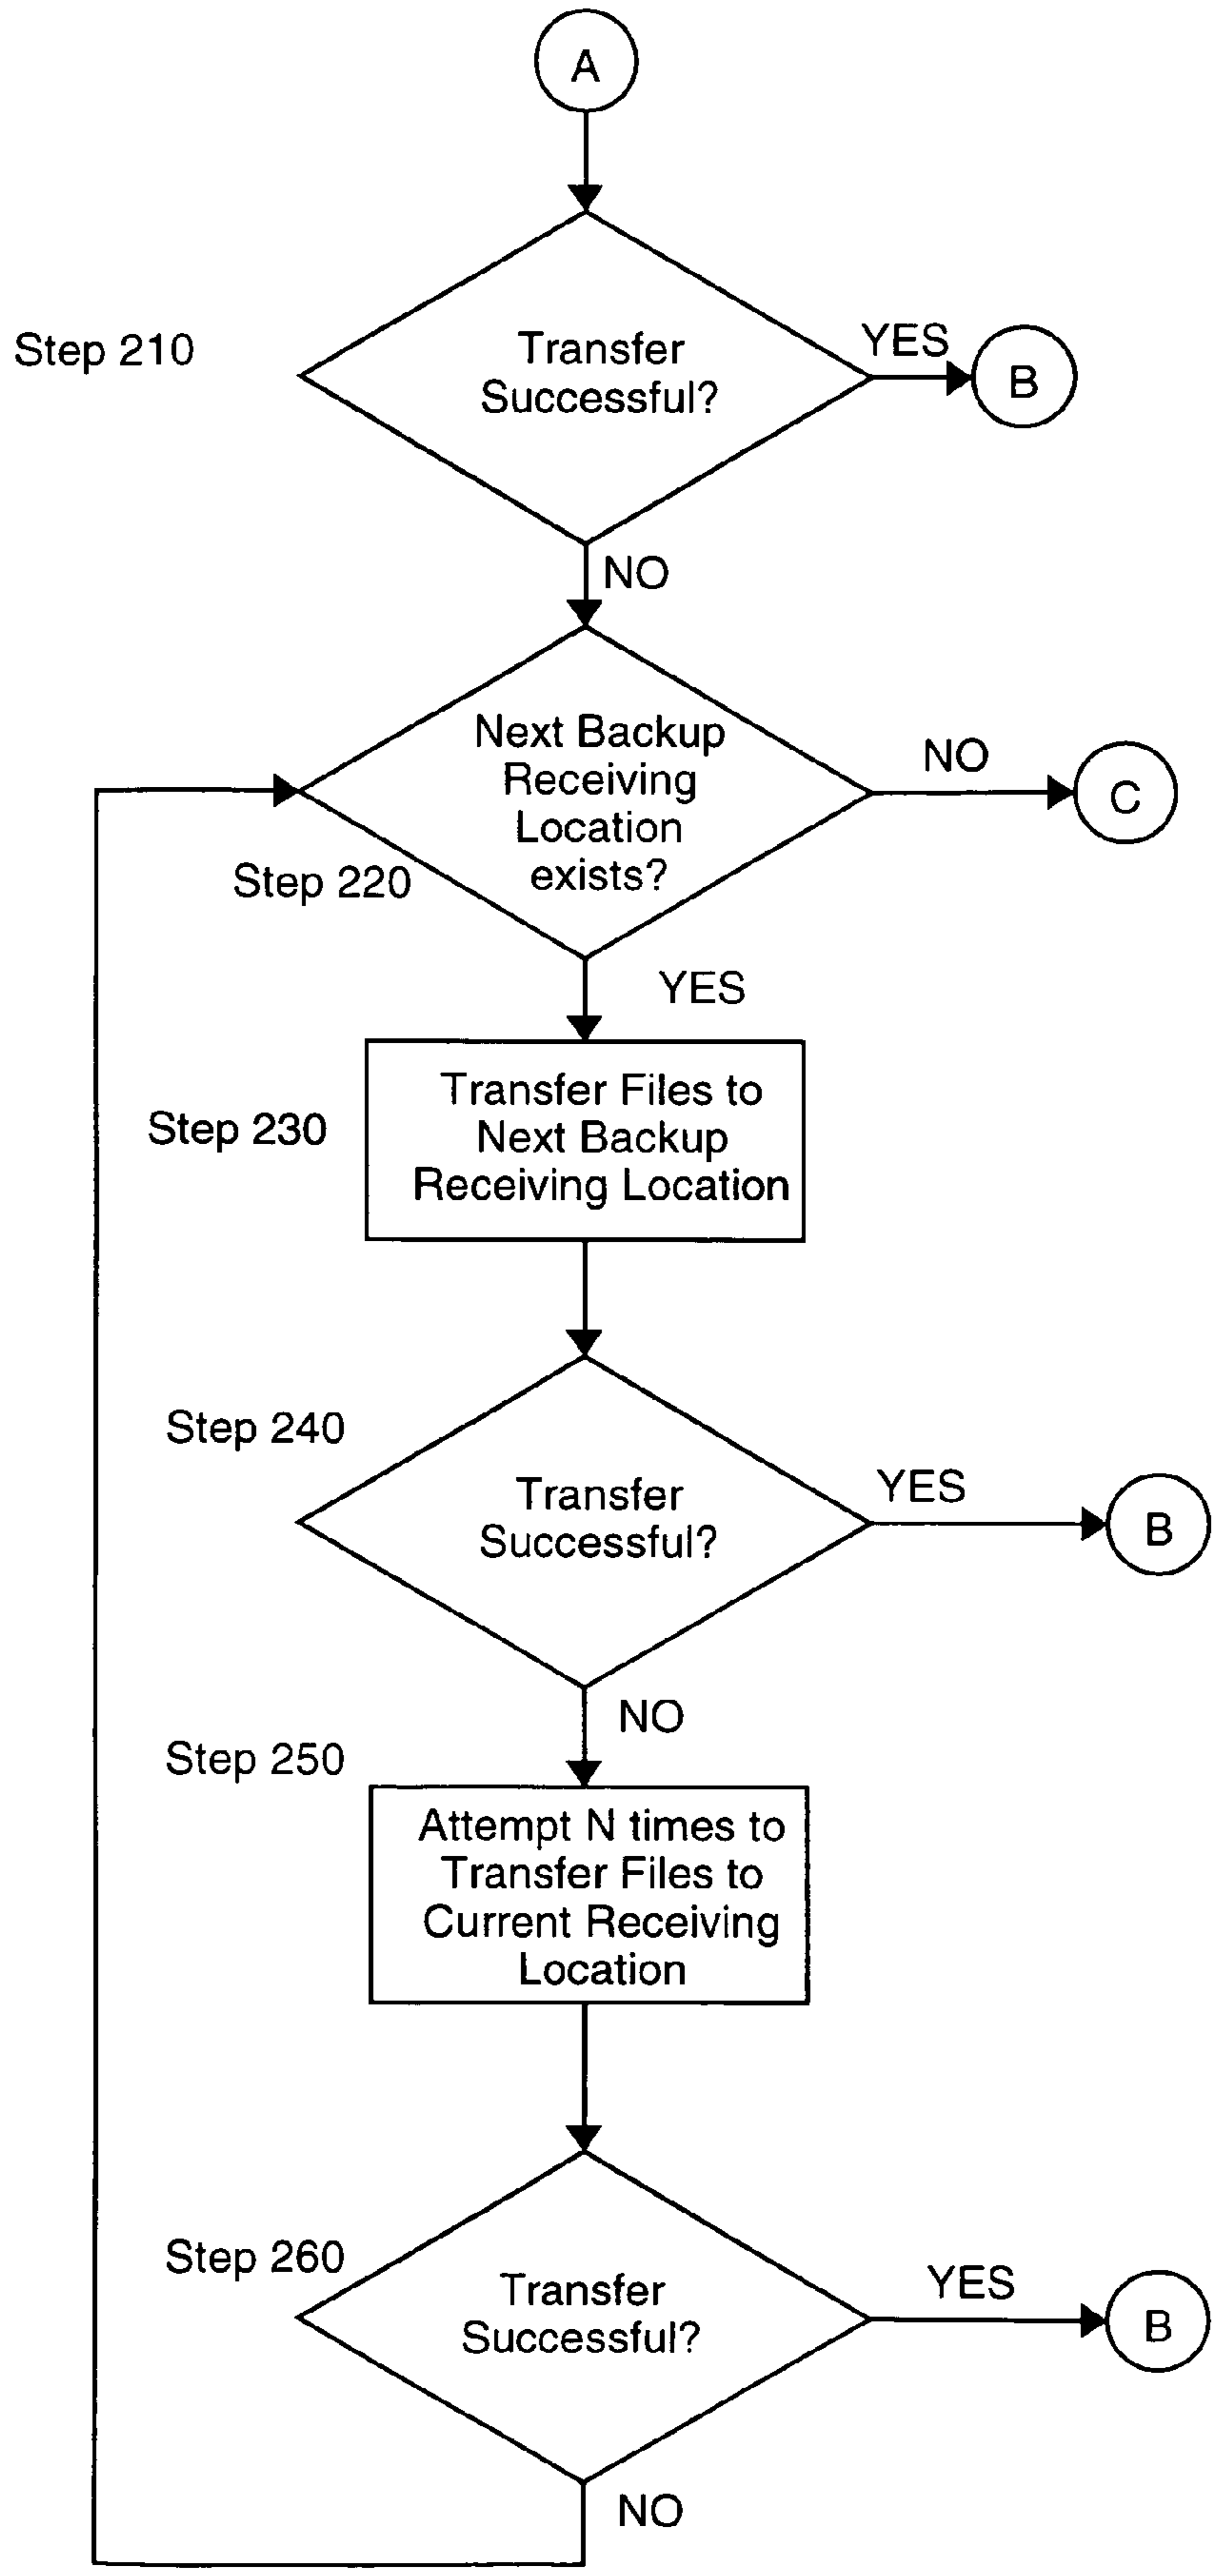 A
Step 210
Transfer
Successful?
YES
B
NO
Next Backup
Receiving
Location
exists?
NO
C
Step 220
YES
Step 230
Transfer Files to
Next Backup
Receiving Location
Step 240
Transfer
Successful?
YES
B
NO
Step 250
Attempt N times to
Transfer Files to
Current Receiving
Location
Step 260
Transfer
Successful?
YES
B
NO